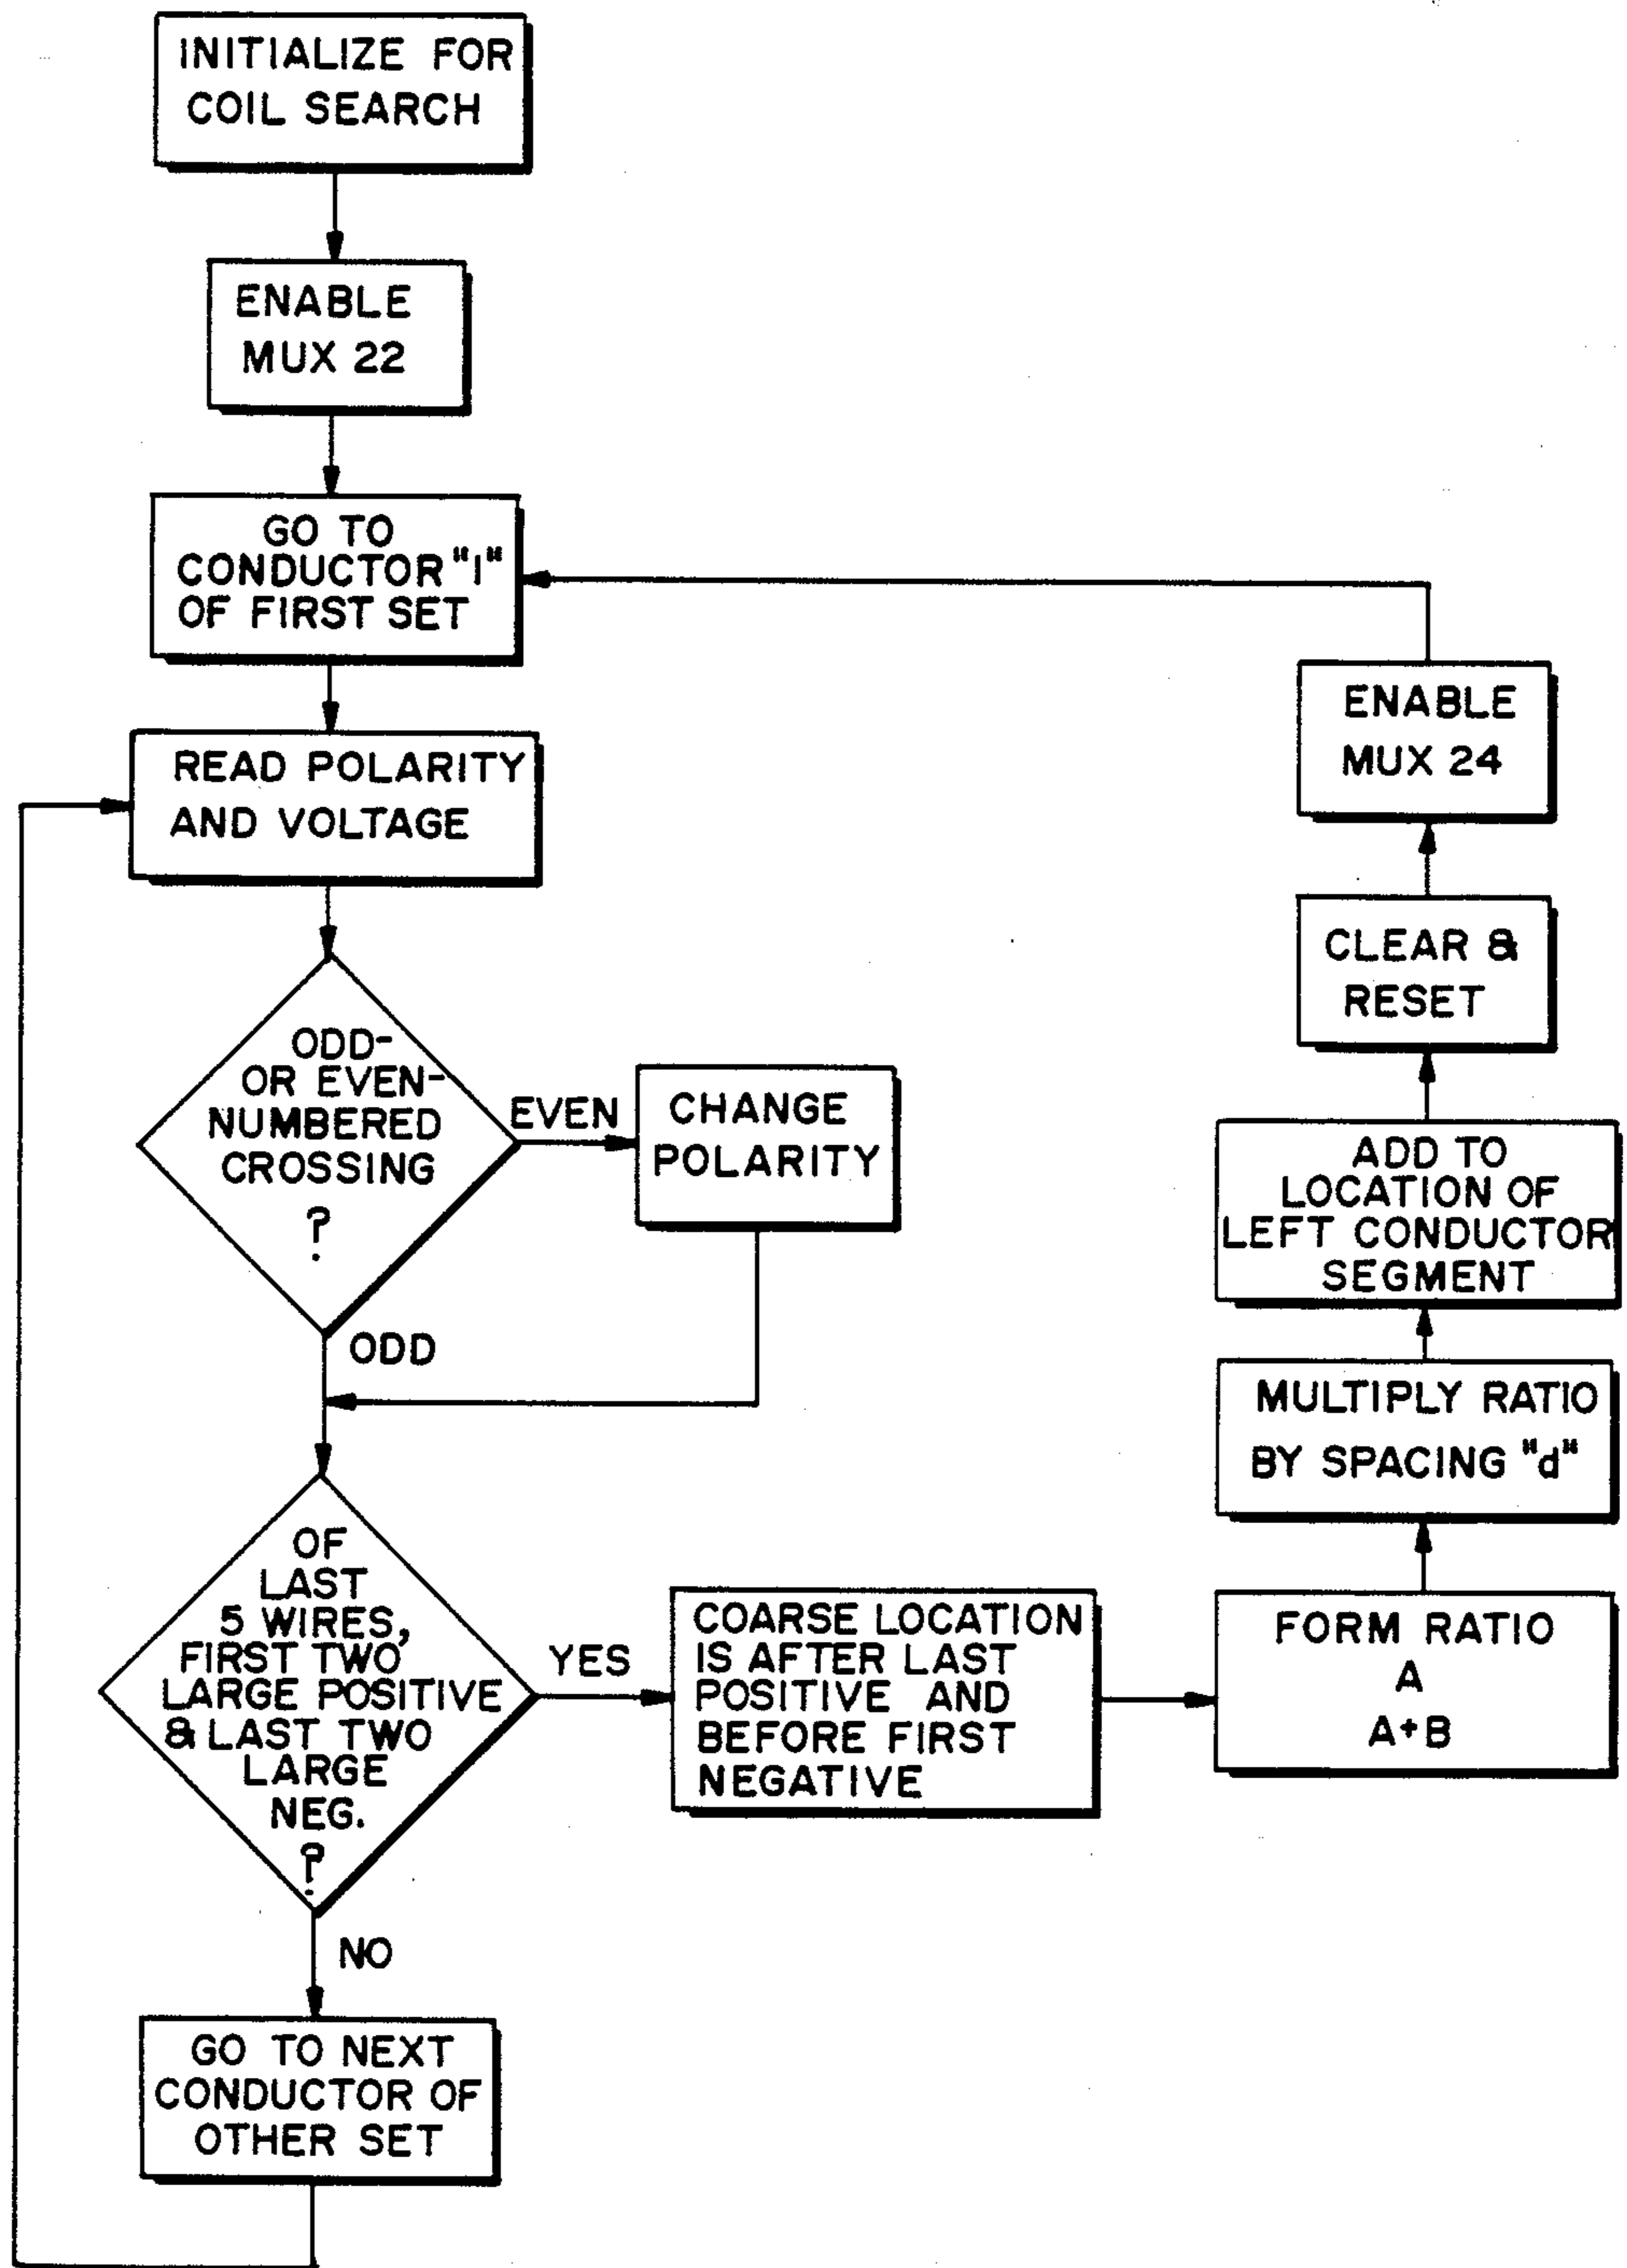 INITIALIZE FOR
COIL SEARCH
ENABLE
MUX 22
GO TO
CONDUCTOR "1"
OF FIRST SET
READ POLARITY
AND VOLTAGE
ODD-
OR EVEN-
NUMBERED
CROSSING
?
EVEN
CHANGE
POLARITY
ODD
OF
LAST
5 WIRES,
FIRST TWO
LARGE POSITIVE
& LAST TWO
LARGE
NEG.
?
YES
COARSE LOCATION
IS AFTER LAST
POSITIVE AND
BEFORE FIRST
NEGATIVE
FORM RATIO
A
A+B
MULTIPLY RATIO
BY SPACING "d"
ADD TO
LOCATION OF
LEFT CONDUCTOR
SEGMENT
CLEAR &
RESET
ENABLE
MUX 24
NO
GO TO NEXT
CONDUCTOR OF
OTHER SET